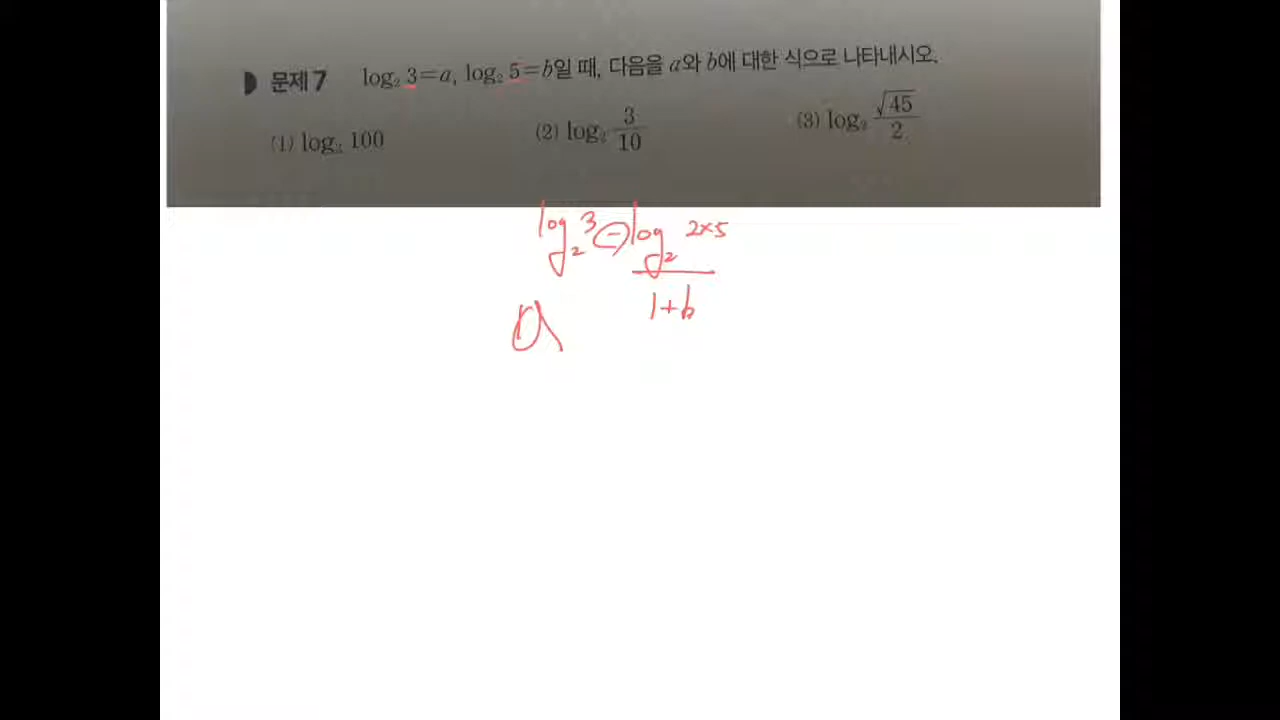 문제 7 log₂ 3=a, log₂ 5=b일 때, 다음을 a와 b에 대한 식으로 나타내시오.
(1) log₂ 100 (2) log₂ 3/10 (3) log₂ √45/2
log₂ 3 − log₂ 2×5
a 1+b